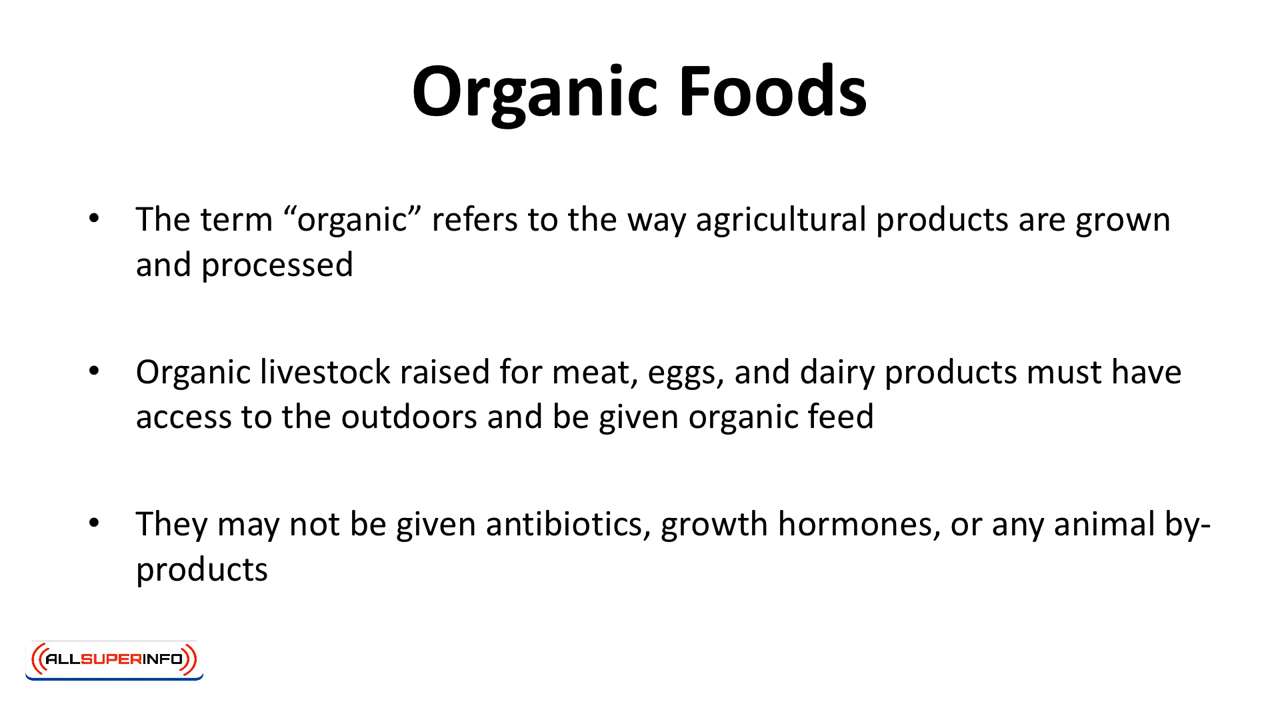 Organic Foods
• The term “organic” refers to the way agricultural products are grown
and processed
• Organic livestock raised for meat, eggs, and dairy products must have
access to the outdoors and be given organic feed
• They may not be given antibiotics, growth hormones, or any animal by-
products
ALLSUPERINFO